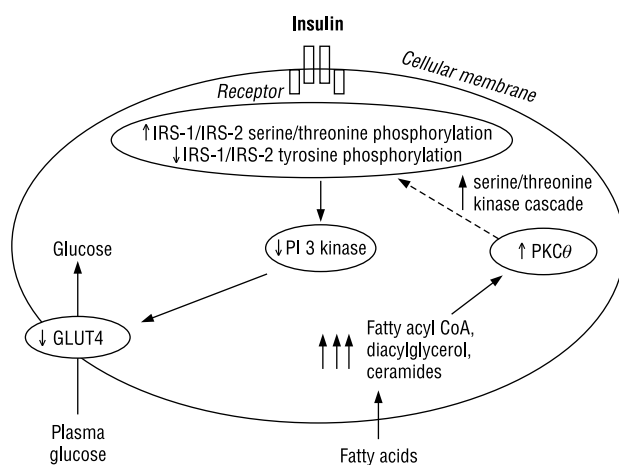 Insulin
Receptor
Cellular membrane
↑IRS-1/IRS-2 serine/threonine phosphorylation
↓IRS-1/IRS-2 tyrosine phosphorylation
↑ serine/threonine
kinase cascade
Glucose
↓ PI 3 kinase
↑ PKCθ
↓ GLUT4
↑↑↑ Fatty acyl CoA,
diacylglycerol,
ceramides
Plasma
glucose
Fatty acids